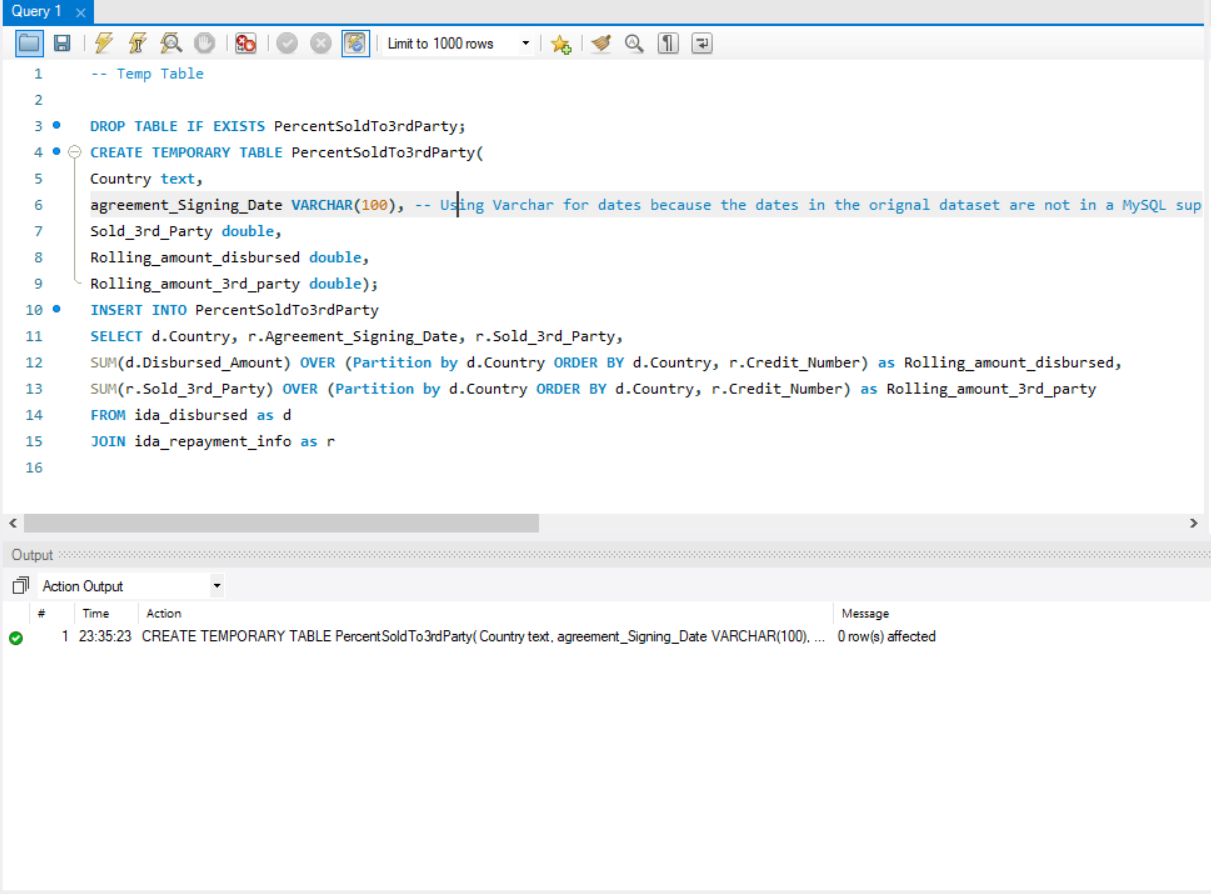 Query 1
Limit to 1000 rows
1 -- Temp Table
2
3 DROP TABLE IF EXISTS PercentSoldTo3rdParty;
4 CREATE TEMPORARY TABLE PercentSoldTo3rdParty(
5 Country text,
6 agreement_Signing_Date VARCHAR(100), -- Using Varchar for dates because the dates in the orignal dataset are not in a MySQL sup
7 Sold_3rd_Party double,
8 Rolling_amount_disbursed double,
9 Rolling_amount_3rd_party double);
10 INSERT INTO PercentSoldTo3rdParty
11 SELECT d.Country, r.Agreement_Signing_Date, r.Sold_3rd_Party,
12 SUM(d.Disbursed_Amount) OVER (Partition by d.Country ORDER BY d.Country, r.Credit_Number) as Rolling_amount_disbursed,
13 SUM(r.Sold_3rd_Party) OVER (Partition by d.Country ORDER BY d.Country, r.Credit_Number) as Rolling_amount_3rd_party
14 FROM ida_disbursed as d
15 JOIN ida_repayment_info as r
16
Output
Action Output
# Time Action Message
1 23:35:23 CREATE TEMPORARY TABLE PercentSoldTo3rdParty( Country text, agreement_Signing_Date VARCHAR(100), ... 0 row(s) affected